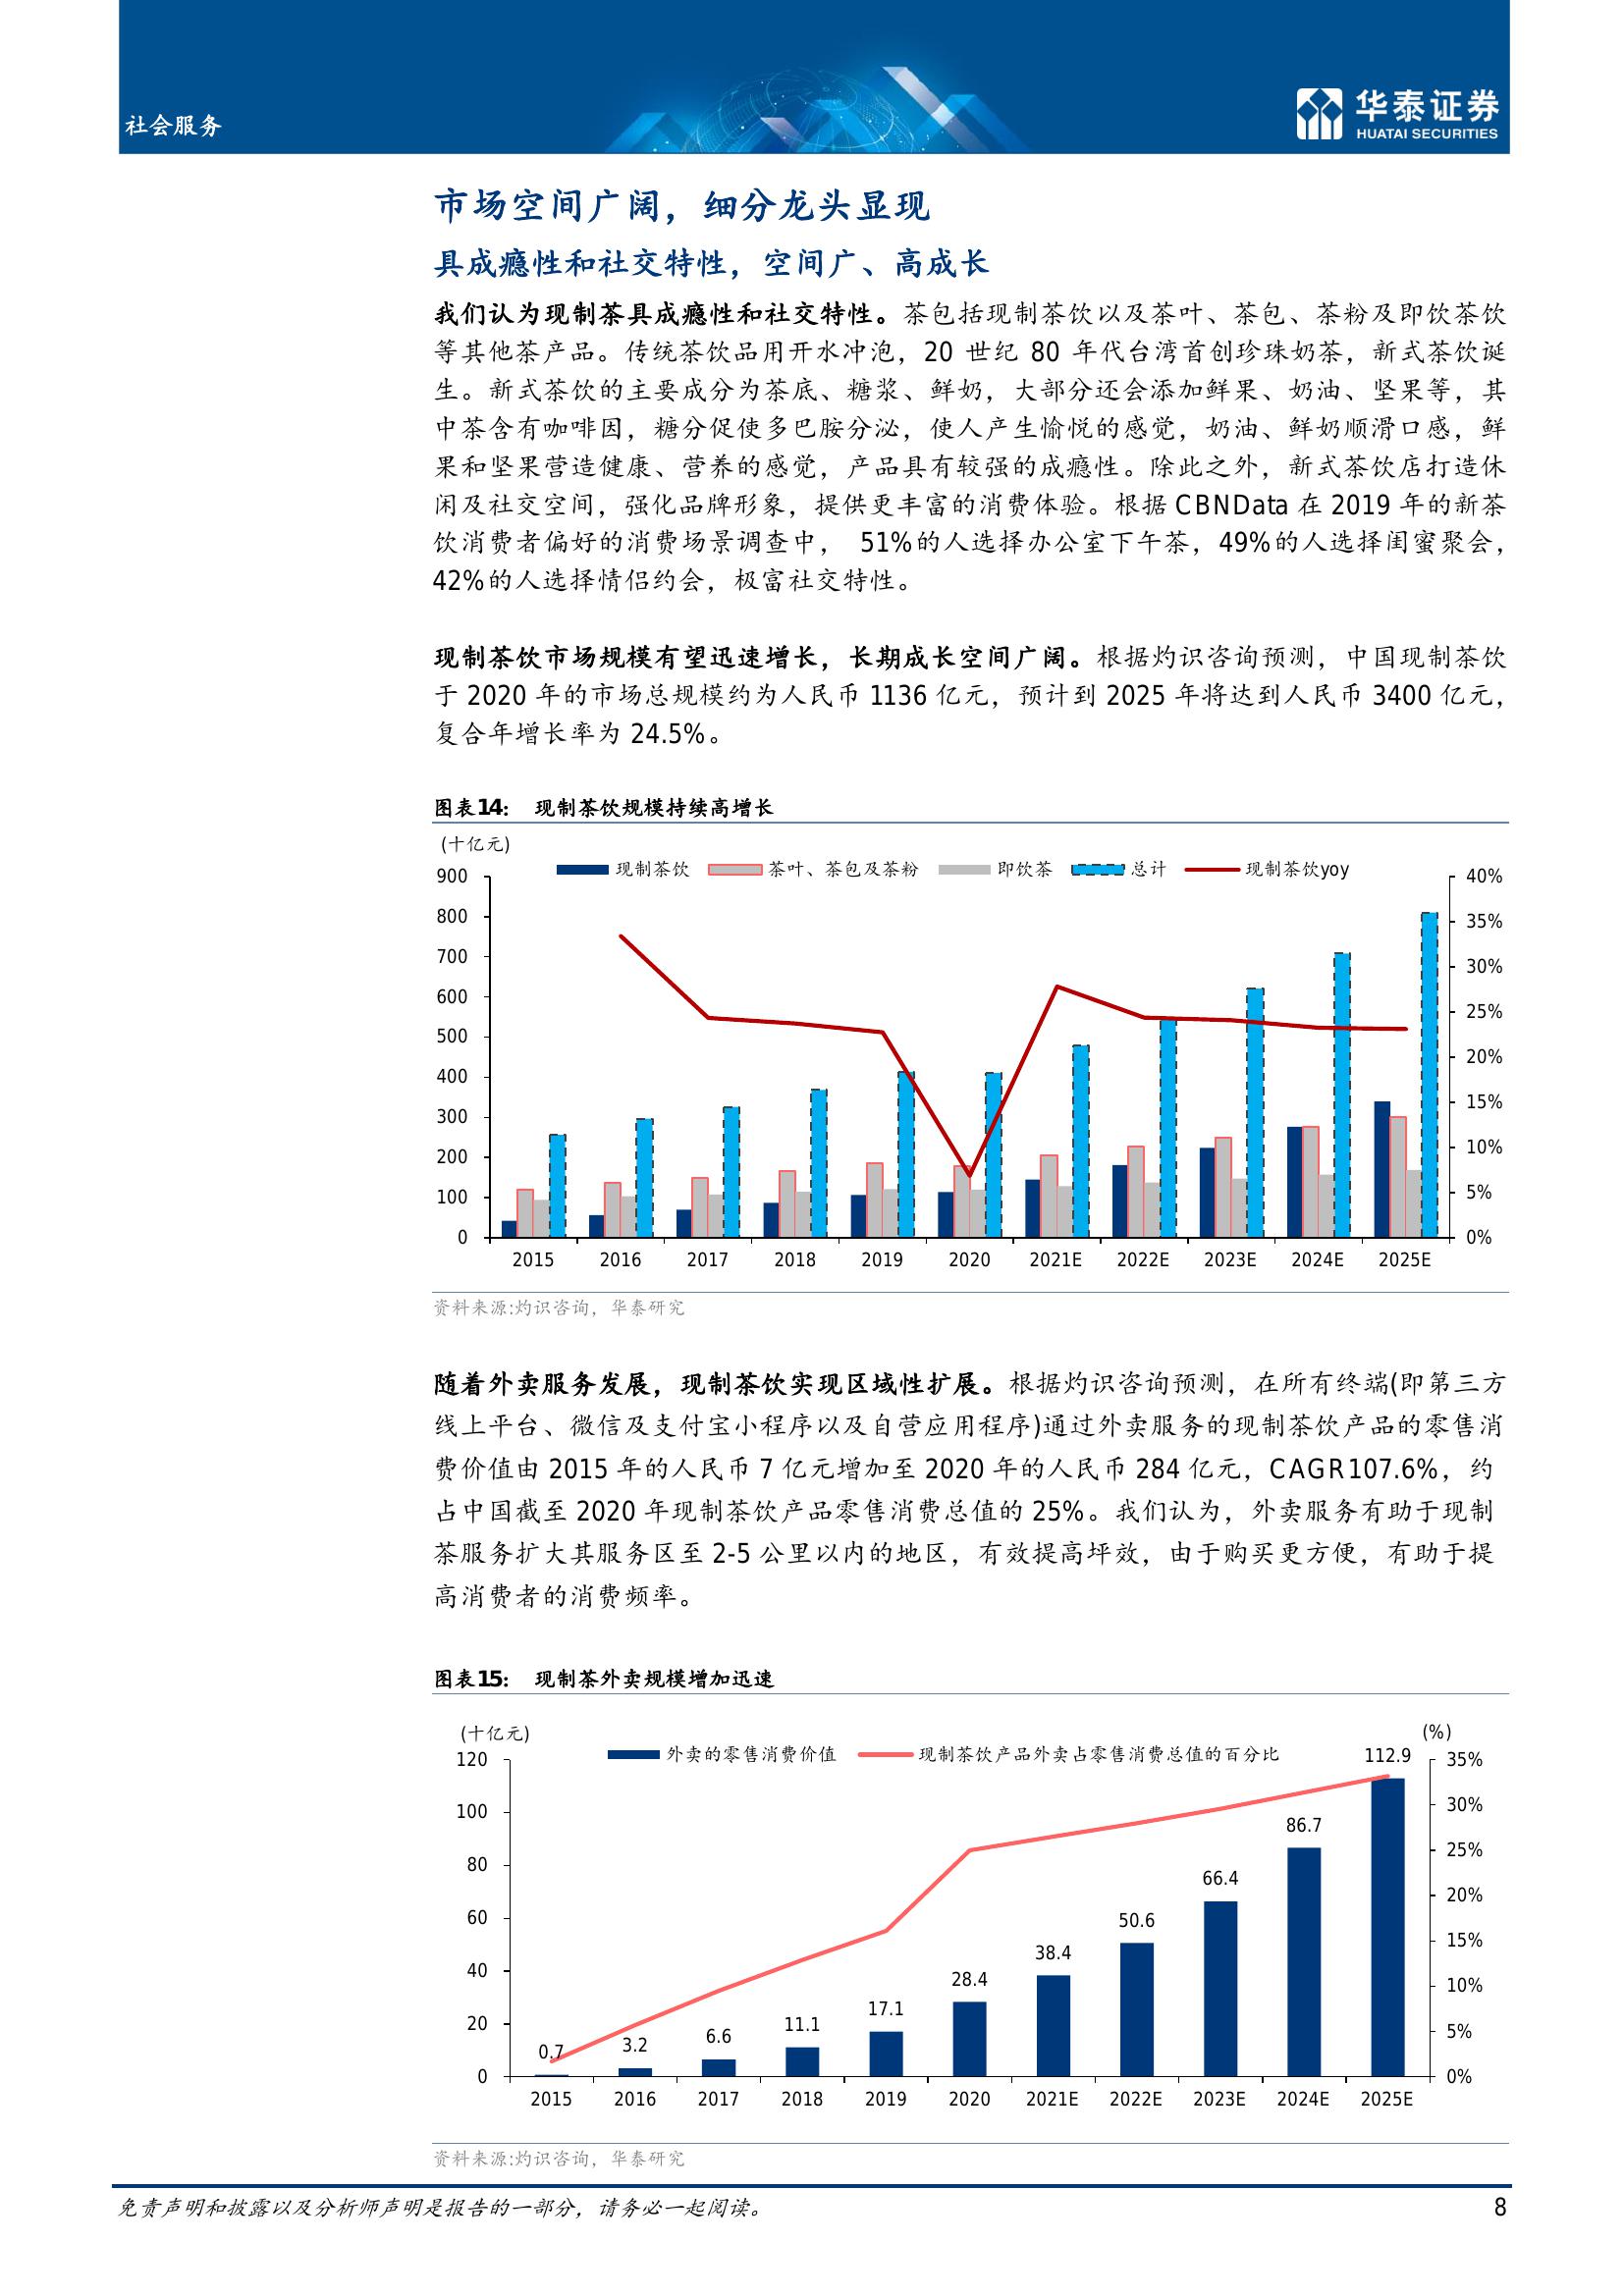 社会服务
华泰证券
HUATAI SECURITIES
市场空间广阔，细分龙头显现
具成瘾性和社交特性，空间广、高成长
我们认为现制茶具成瘾性和社交特性。茶包括现制茶饮以及茶叶、茶包、茶粉及即饮茶饮
等其他茶产品。传统茶饮品用开水冲泡，20 世纪 80 年代台湾首创珍珠奶茶，新式茶饮诞
生。新式茶饮的主要成分为茶底、糖浆、鲜奶，大部分还会添加鲜果、奶油、坚果等，其
中茶含有咖啡因，糖分促使多巴胺分泌，使人产生愉悦的感觉，奶油、鲜奶顺滑口感，鲜
果和坚果营造健康、营养的感觉，产品具有较强的成瘾性。除此之外，新式茶饮店打造休
闲及社交空间，强化品牌形象，提供更丰富的消费体验。根据 CBNData 在 2019 年的新茶
饮消费者偏好的消费场景调查中， 51%的人选择办公室下午茶，49%的人选择闺蜜聚会，
42%的人选择情侣约会，极富社交特性。
现制茶饮市场规模有望迅速增长，长期成长空间广阔。根据灼识咨询预测，中国现制茶饮
于 2020 年的市场总规模约为人民币 1136 亿元，预计到 2025 年将达到人民币 3400 亿元，
复合年增长率为 24.5%。
图表14： 现制茶饮规模持续高增长
(十亿元)
现制茶饮 茶叶、茶包及茶粉 即饮茶 总计 现制茶饮yoy
900 40%
800 35%
700 30%
600 25%
500 20%
400 15%
300 10%
200 5%
100 0%
0
2015 2016 2017 2018 2019 2020 2021E 2022E 2023E 2024E 2025E
资料来源:灼识咨询，华泰研究
随着外卖服务发展，现制茶饮实现区域性扩展。根据灼识咨询预测，在所有终端(即第三方
线上平台、微信及支付宝小程序以及自营应用程序)通过外卖服务的现制茶饮产品的零售消
费价值由 2015 年的人民币 7 亿元增加至 2020 年的人民币 284 亿元，CAGR107.6%，约
占中国截至 2020 年现制茶饮产品零售消费总值的 25%。我们认为，外卖服务有助于现制
茶服务扩大其服务区至 2-5 公里以内的地区，有效提高坪效，由于购买更方便，有助于提
高消费者的消费频率。
图表15： 现制茶外卖规模增加迅速
(十亿元) (%)
外卖的零售消费价值 现制茶饮产品外卖占零售消费总值的百分比
120 35%
100 30%
80 25%
60 20%
40 15%
20 10%
0 5%
0%
0.7 3.2 6.6 11.1 17.1 28.4 38.4 50.6 66.4 86.7 112.9
2015 2016 2017 2018 2019 2020 2021E 2022E 2023E 2024E 2025E
资料来源:灼识咨询，华泰研究
免责声明和披露以及分析师声明是报告的一部分，请务必一起阅读。 8